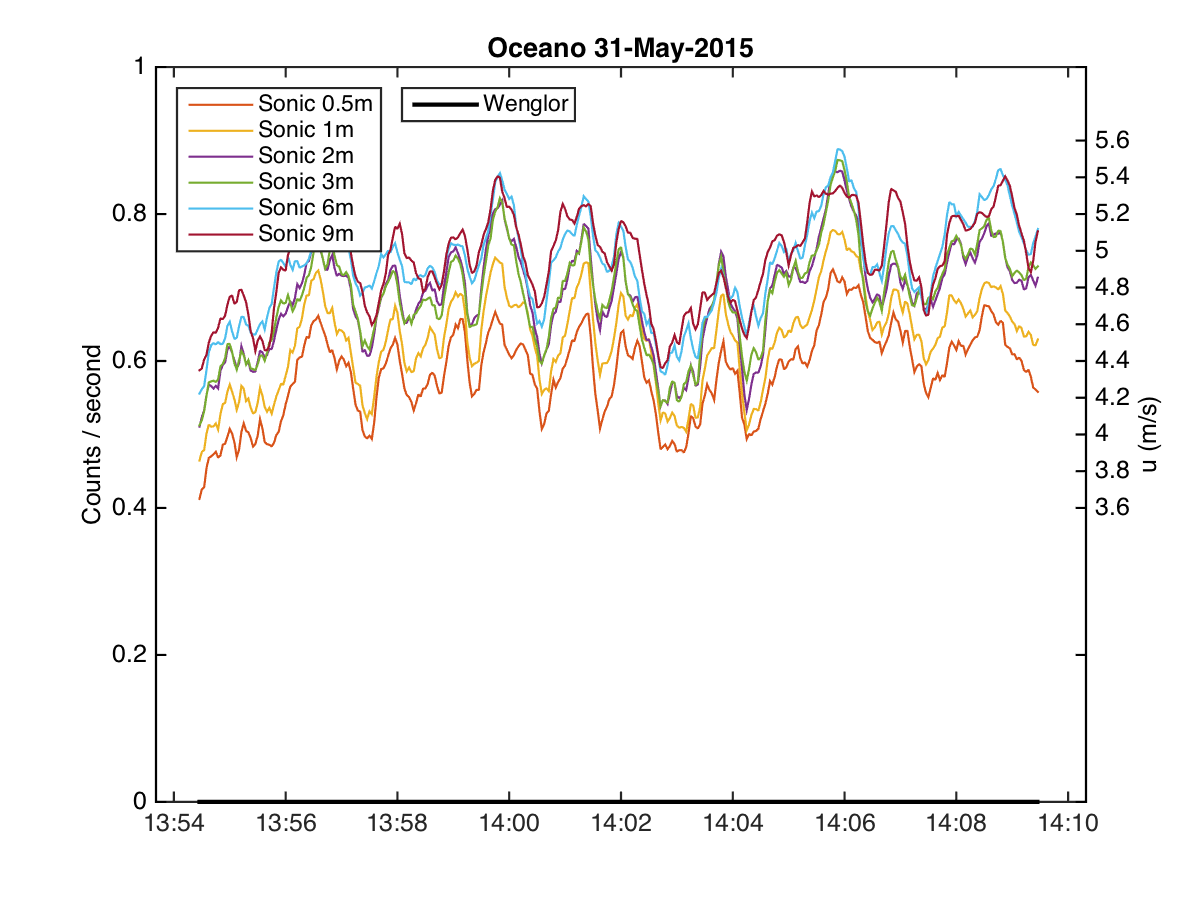 Oceano 31-May-2015
Sonic 0.5m
Sonic 1m
Sonic 2m
Sonic 3m
Sonic 6m
Sonic 9m
Wenglor
Counts / second
1
0.8
0.6
0.4
0.2
0
5.6
5.4
5.2
5
4.8
4.6
4.4
4.2
4
3.8
3.6
u (m/s)
13:54
13:56
13:58
14:00
14:02
14:04
14:06
14:08
14:10